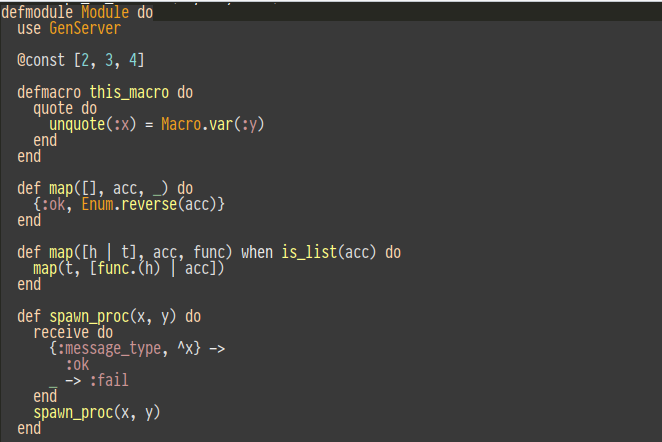 defmodule Module do
  use GenServer

  @const [2, 3, 4]

  defmacro this_macro do
    quote do
      unquote(:x) = Macro.var(:y)
    end
  end

  def map([], acc, _) do
    {:ok, Enum.reverse(acc)}
  end

  def map([h | t], acc, func) when is_list(acc) do
    map(t, [func.(h) | acc])
  end

  def spawn_proc(x, y) do
    receive do
      {:message_type, ^x} ->
        :ok
      _ -> :fail
    end
    spawn_proc(x, y)
  end